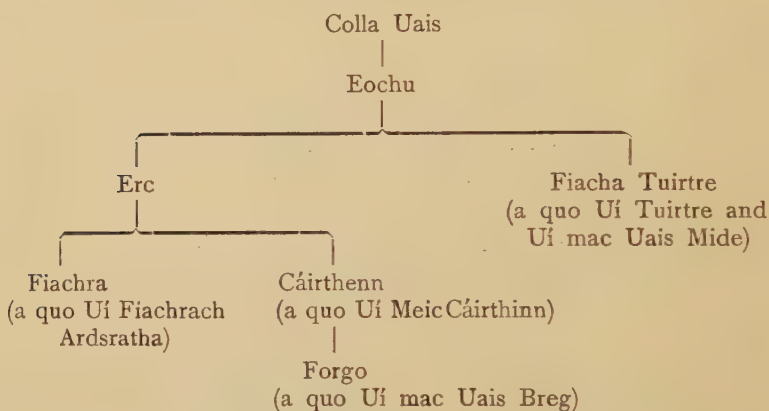 Colla Uais
Eochu
Erc
Fiacha Tuirtre
(a quo Uí Tuirtre and
Uí mac Uais Mide)
Fiachra
(a quo Uí Fiachrach
Ardsratha)
Cáirthenn
(a quo Uí Meic Cáirthinn)
Forgo
(a quo Uí mac Uais Breg)